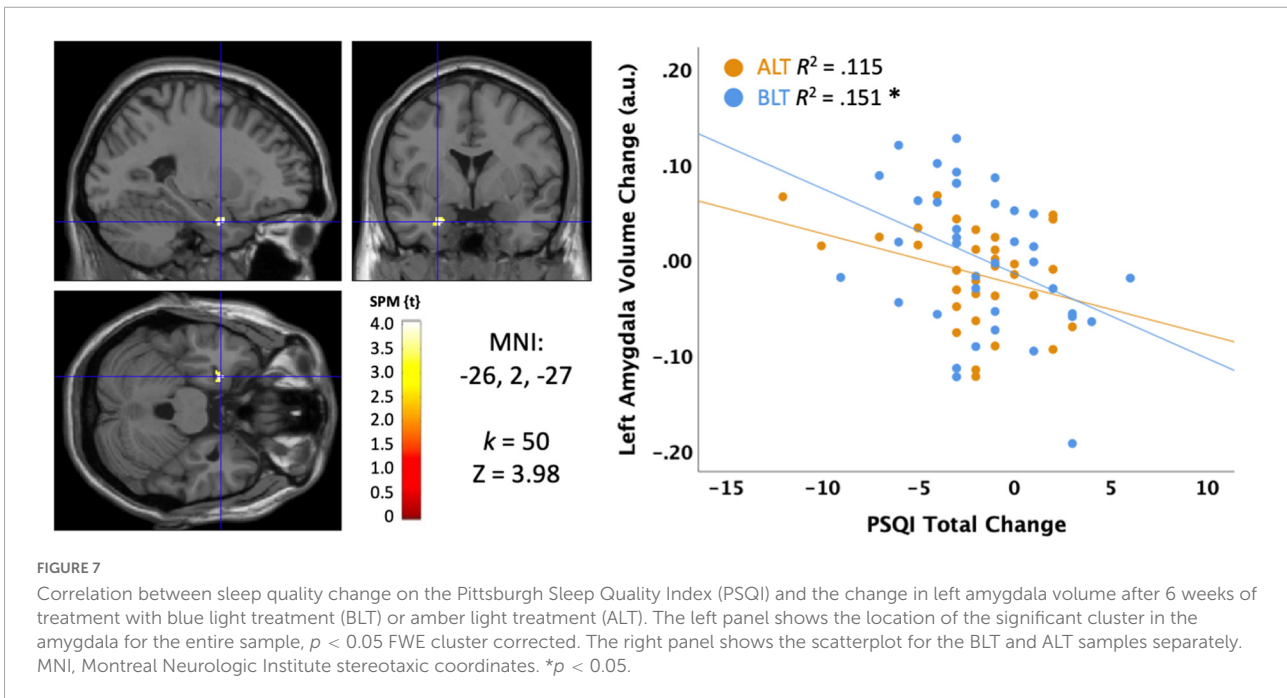 SPM {t}
4.0
3.5
3.0
2.5
2.0
1.5
1.0
0.5
0
MNI:
-26, 2, -27
k = 50
Z = 3.98
ALT R² = .115
BLT R² = .151 *
Left Amygdala Volume Change (a.u.)
.20
.10
.00
-.10
-.20
−15
−10
−5
0
5
10
PSQI Total Change
FIGURE 7
Correlation between sleep quality change on the Pittsburgh Sleep Quality Index (PSQI) and the change in left amygdala volume after 6 weeks of
treatment with blue light treatment (BLT) or amber light treatment (ALT). The left panel shows the location of the significant cluster in the
amygdala for the entire sample, p < 0.05 FWE cluster corrected. The right panel shows the scatterplot for the BLT and ALT samples separately.
MNI, Montreal Neurologic Institute stereotaxic coordinates. *p < 0.05.